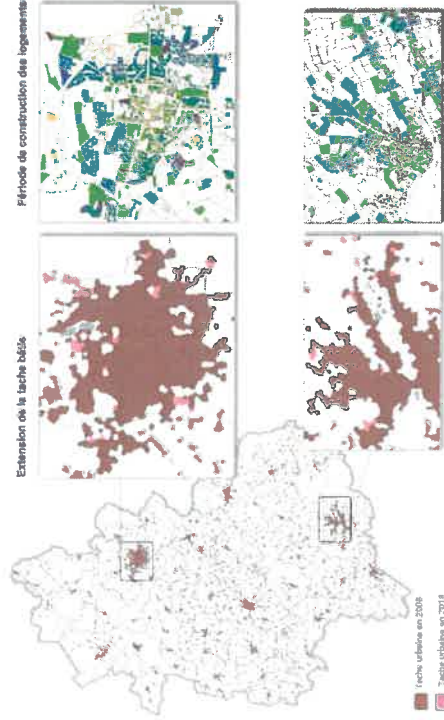 Période de construction des logements
Extension de la tache bâtie
Tache urbaine en 2008
Tache urbaine en 2018